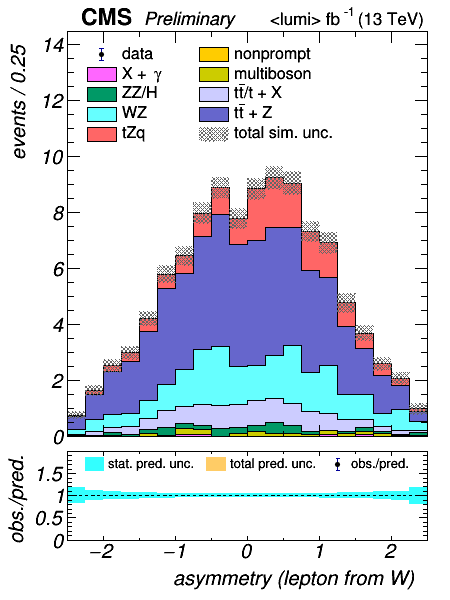 CMS Preliminary <lumi> fb⁻¹ (13 TeV)
events / 0.25
14
12
10
8
6
4
2
0
data
nonprompt
X + γ
multiboson
ZZ/H
tt̄/t + X
WZ
tt̄ + Z
tZq
total sim. unc.
obs./pred.
1.5
1
0.5
0
stat. pred. unc.
total pred. unc.
obs./pred.
−2 −1 0 1 2
asymmetry (lepton from W)